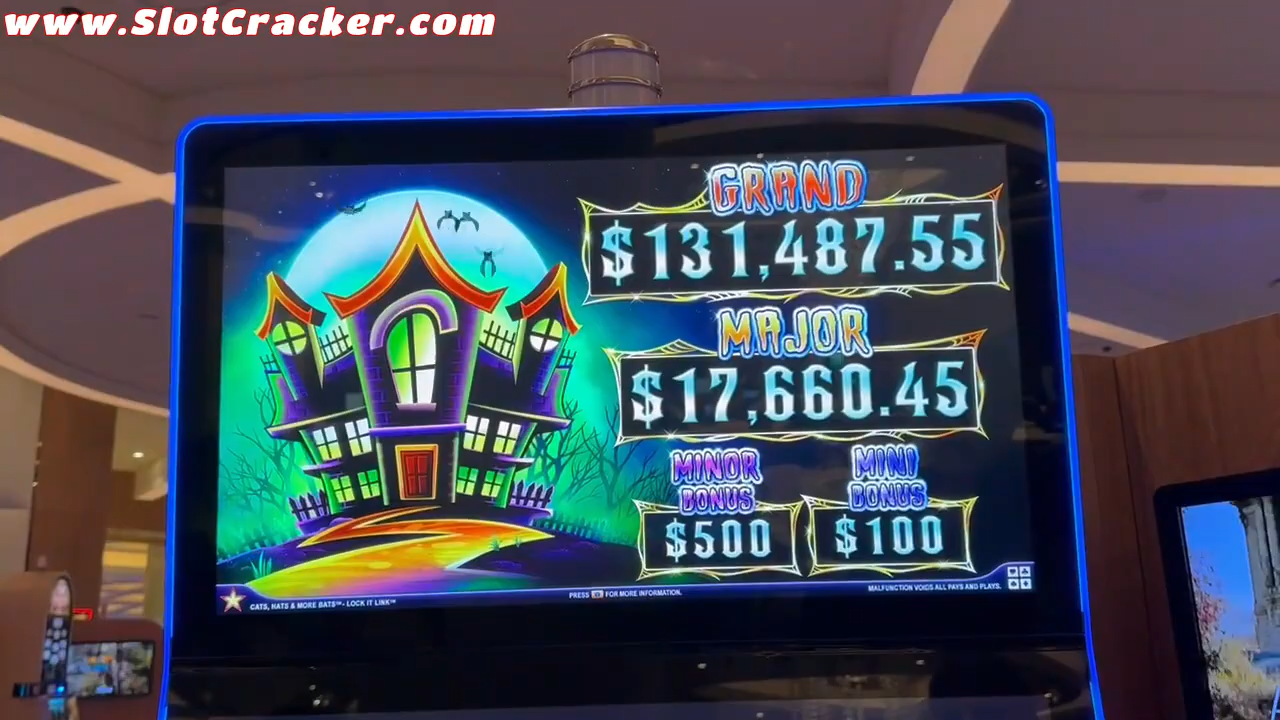 www.SlotCracker.com
GRAND
$131,487.55
MAJOR
$17,660.45
MINOR
BONUS
$500
MINI
BONUS
$100
CATS, HATS & MORE BATS™ - LOCK IT LINK™
FOR MORE INFORMATION.
PRESS
MALFUNCTION VOIDS ALL PAYS AND PLAYS.